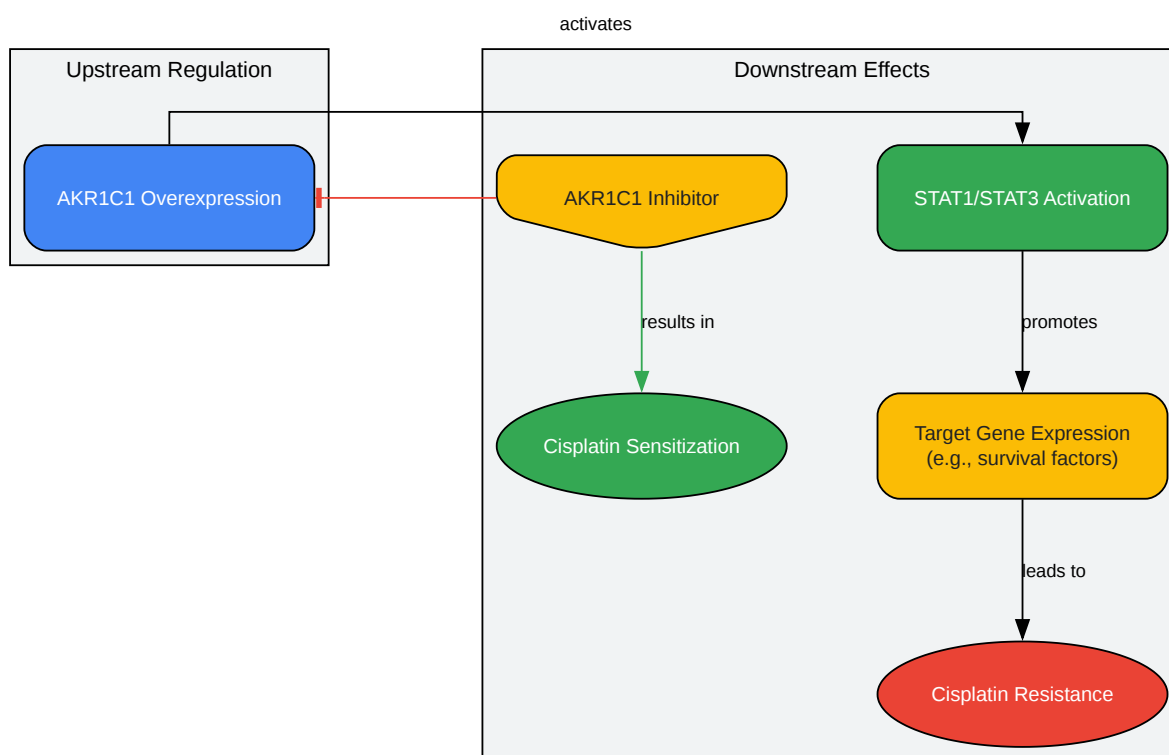 activates
Upstream Regulation
Downstream Effects
AKR1C1 Overexpression
AKR1C1 Inhibitor
STAT1/STAT3 Activation
results in
promotes
Cisplatin Sensitization
Target Gene Expression
(e.g., survival factors)
leads to
Cisplatin Resistance